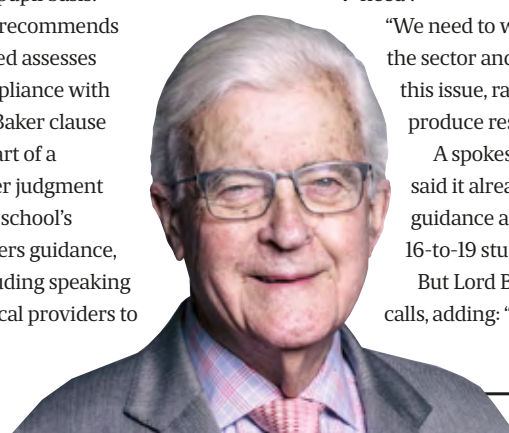 recommends
ed assesses
pliance with
Baker clause
art of a
er judgment
school's
ers guidance,
uding speaking
cal providers to
“We need to w
the sector and
this issue, ra
produce res
A spokes
said it alrea
guidance a
16-to-19 stu
But Lord B
calls, adding: “